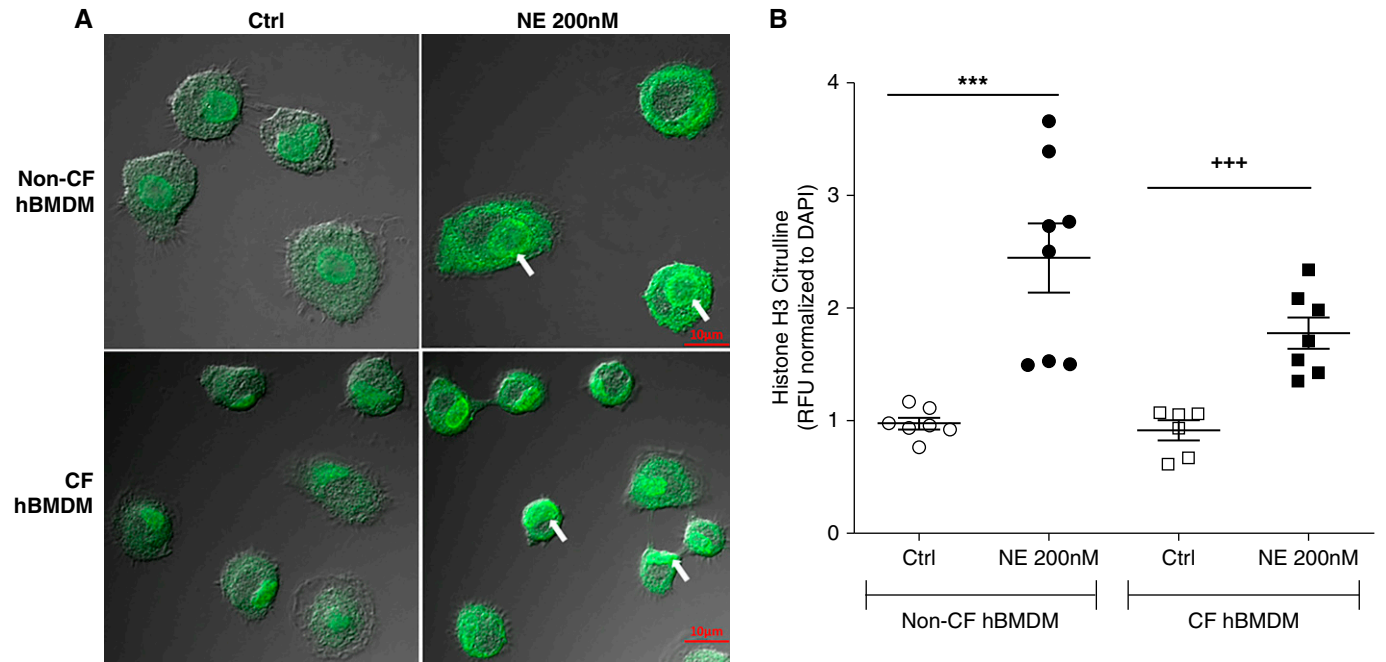 A
Ctrl
NE 200nM
Non-CF
hBMDM
10μm
CF
hBMDM
10μm
B
Histone H3 Citrulline
(RFU normalized to DAPI)
4
3
2
1
0
***
+++
Ctrl
NE 200nM
Ctrl
NE 200nM
Non-CF hBMDM
CF hBMDM